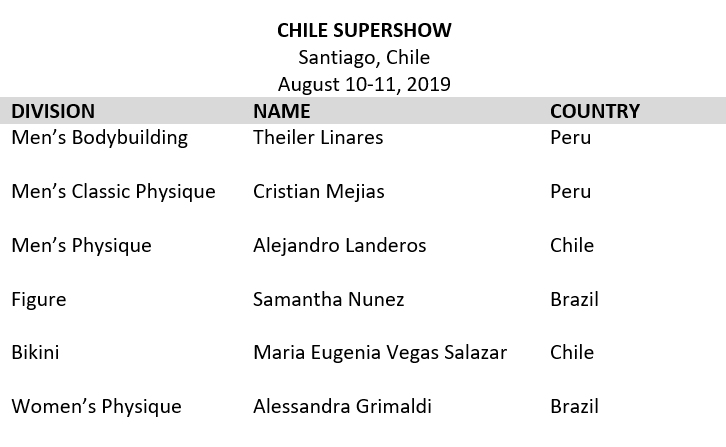 CHILE SUPERSHOW
Santiago, Chile
August 10-11, 2019
DIVISION NAME COUNTRY
Men’s Bodybuilding Theiler Linares Peru
Men’s Classic Physique Cristian Mejias Peru
Men’s Physique Alejandro Landeros Chile
Figure Samantha Nunez Brazil
Bikini Maria Eugenia Vegas Salazar Chile
Women’s Physique Alessandra Grimaldi Brazil